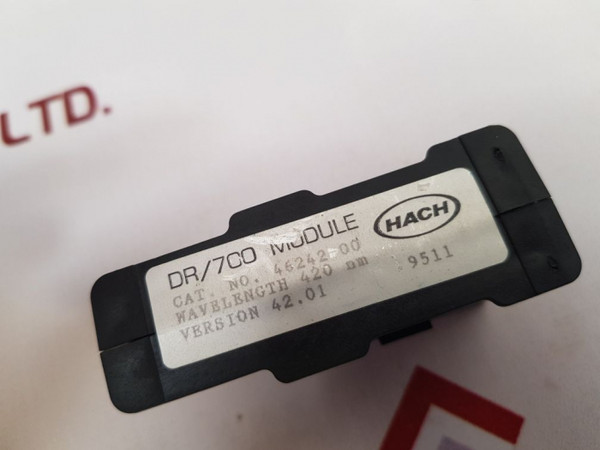 LTD.
DR/700 MODULE
HACH
CAT. NO. 46242-00
WAVELENGTH 420 nm 9511
VERSION 42.01